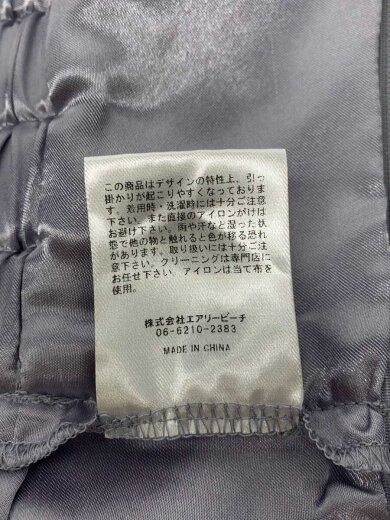 この商品はデザインの特性上、引っ
掛かりが起こりやすくなっておりま
す。着用時・洗濯時には十分ご注意
下さい。また直接のアイロンがけは
お避け下さい。雨や汗など湿った状
態で他の物と触れると色が移る恐れ
があります。取り扱いには十分ご注
意下さい。クリーニングは専門店に
お任せ下さい。アイロンは当て布を
使用。
株式会社エアリービーチ
06-6210-2383
MADE IN CHINA